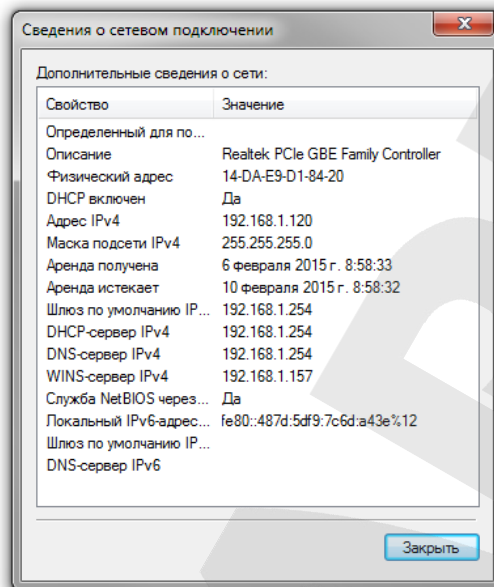 Сведения о сетевом подключении
Дополнительные сведения о сети:
Свойство Значение
Определенный для по...
Описание Realtek PCIe GBE Family Controller
Физический адрес 14-DA-E9-D1-84-20
DHCP включен Да
Адрес IPv4 192.168.1.120
Маска подсети IPv4 255.255.255.0
Аренда получена 6 февраля 2015 г. 8:58:33
Аренда истекает 10 февраля 2015 г. 8:58:32
Шлюз по умолчанию IP... 192.168.1.254
DHCP-сервер IPv4 192.168.1.254
DNS-сервер IPv4 192.168.1.254
WINS-сервер IPv4 192.168.1.157
Служба NetBIOS через... Да
Локальный IPv6-адрес... fe80::487d:5df9:7c6d:a43e%12
Шлюз по умолчанию IP...
DNS-сервер IPv6
Закрыть